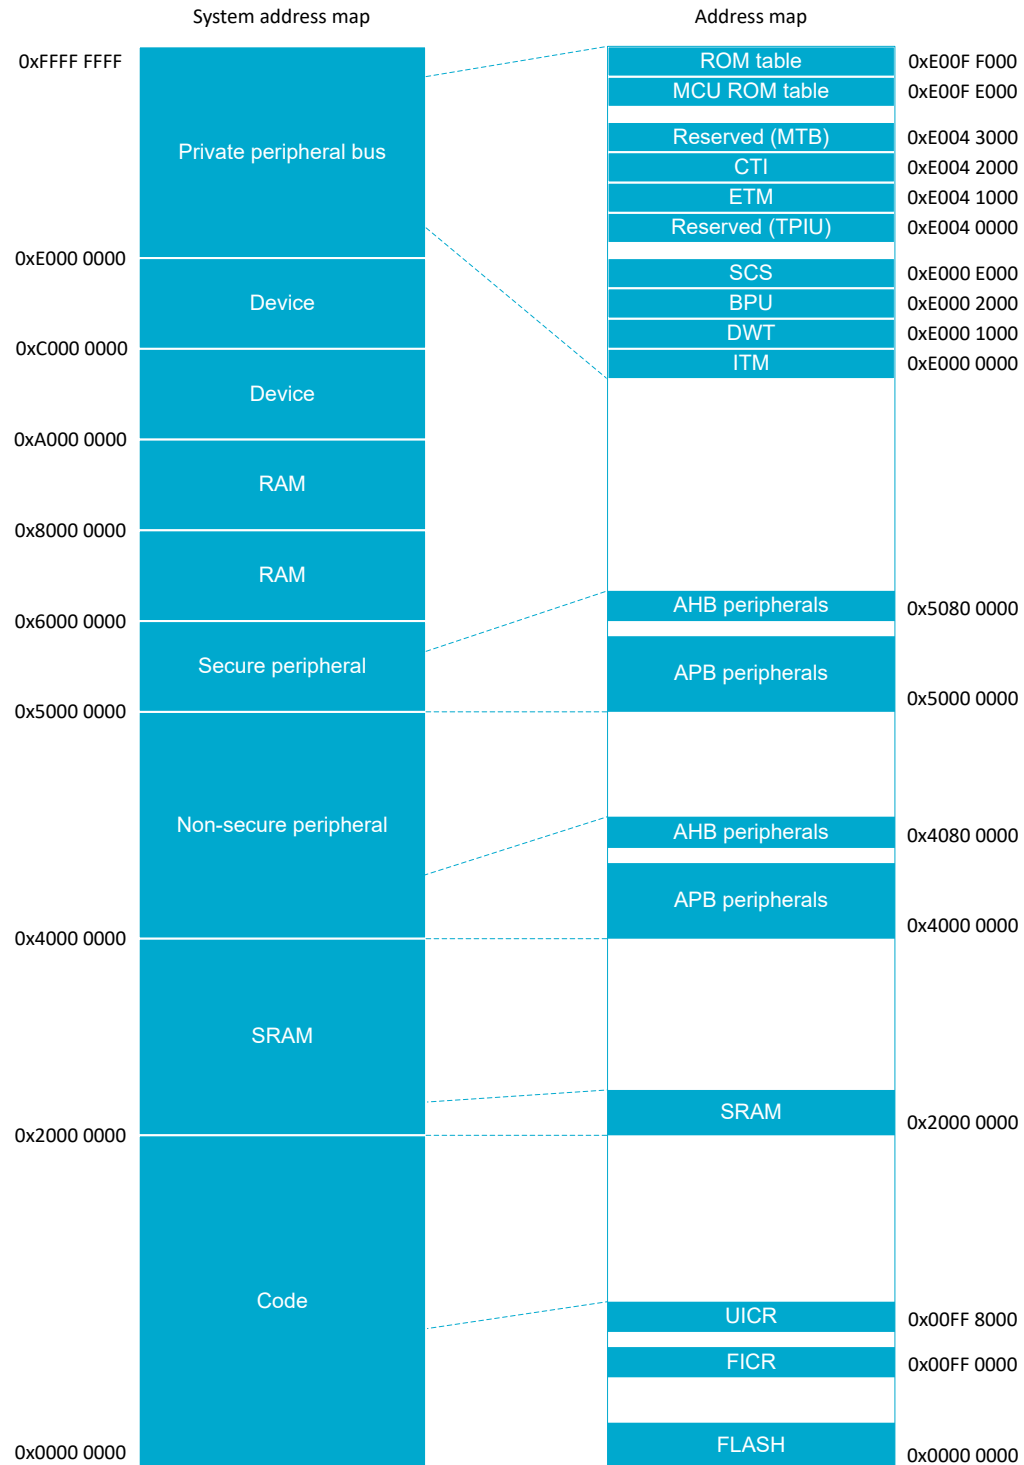 System address map
Address map
0xFFFF FFFF
Private peripheral bus
0xE000 0000
Device
0xC000 0000
Device
0xA000 0000
RAM
0x8000 0000
RAM
0x6000 0000
Secure peripheral
0x5000 0000
Non-secure peripheral
0x4000 0000
SRAM
0x2000 0000
Code
0x0000 0000
ROM table 0xE00F F000
MCU ROM table 0xE00F E000
Reserved (MTB) 0xE004 3000
CTI 0xE004 2000
ETM 0xE004 1000
Reserved (TPIU) 0xE004 0000
SCS 0xE000 E000
BPU 0xE000 2000
DWT 0xE000 1000
ITM 0xE000 0000
AHB peripherals 0x5080 0000
APB peripherals
0x5000 0000
AHB peripherals 0x4080 0000
APB peripherals
0x4000 0000
SRAM 0x2000 0000
UICR 0x00FF 8000
FICR 0x00FF 0000
FLASH 0x0000 0000